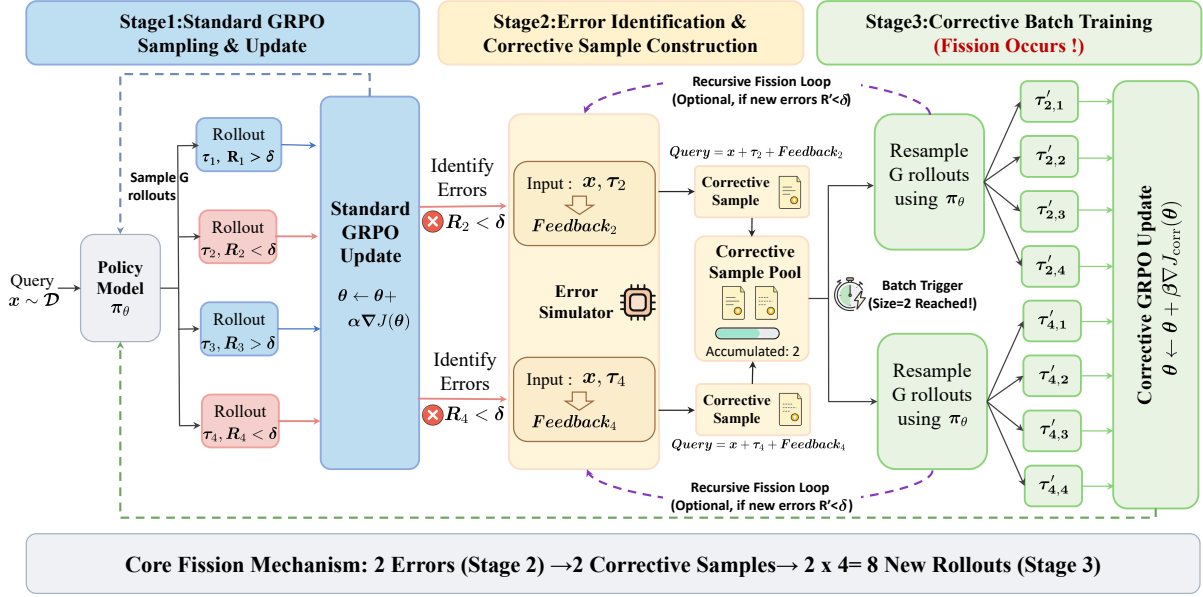 Stage1:Standard GRPO
Sampling & Update
Stage2:Error Identification &
Corrective Sample Construction
Stage3:Corrective Batch Training
(Fission Occurs !)
Query
x ∼ 𝒟
Policy
Model
π_θ
Sample G
rollouts
Rollout
τ₁, R₁ > δ
Rollout
τ₂, R₂ < δ
Rollout
τ₃, R₃ > δ
Rollout
τ₄, R₄ < δ
Standard
GRPO
Update
θ ← θ+
α∇J(θ)
Identify
Errors
R₂ < δ
Identify
Errors
R₄ < δ
Input : x, τ₂
Feedback₂
Error
Simulator
Input : x, τ₄
Feedback₄
Recursive Fission Loop
(Optional, if new errors R'<δ)
Query = x + τ₂ + Feedback₂
Corrective
Sample
Corrective
Sample Pool
Accumulated: 2
Corrective
Sample
Query = x + τ₄ + Feedback₄
Recursive Fission Loop
(Optional, if new errors R'<δ)
Batch Trigger
(Size=2 Reached!)
Resample
G rollouts
using π_θ
Resample
G rollouts
using π_θ
τ′₂,₁
τ′₂,₂
τ′₂,₃
τ′₂,₄
τ′₄,₁
τ′₄,₂
τ′₄,₃
τ′₄,₄
Corrective GRPO Update
θ ← θ + β∇J_corr(θ)
Core Fission Mechanism: 2 Errors (Stage 2) →2 Corrective Samples→ 2 x 4= 8 New Rollouts (Stage 3)